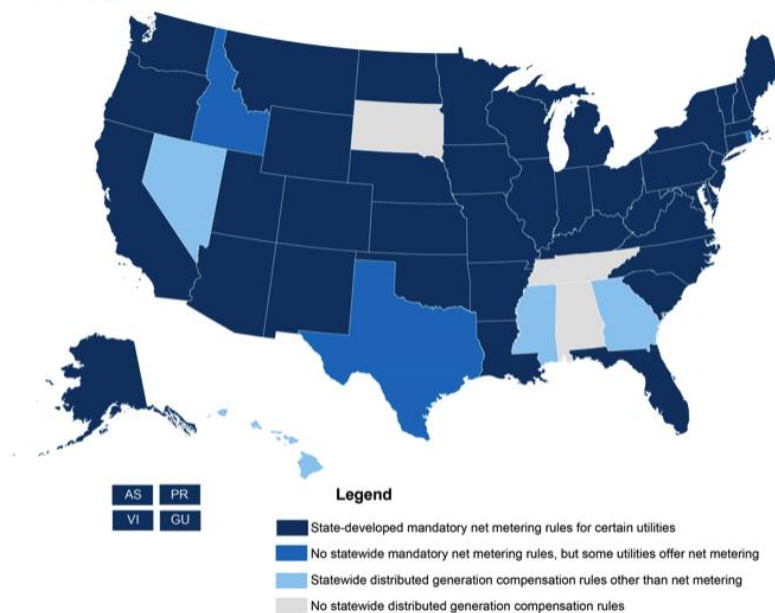 AS PR
VI GU
Legend
State-developed mandatory net metering rules for certain utilities
No statewide mandatory net metering rules, but some utilities offer net metering
Statewide distributed generation compensation rules other than net metering
No statewide distributed generation compensation rules